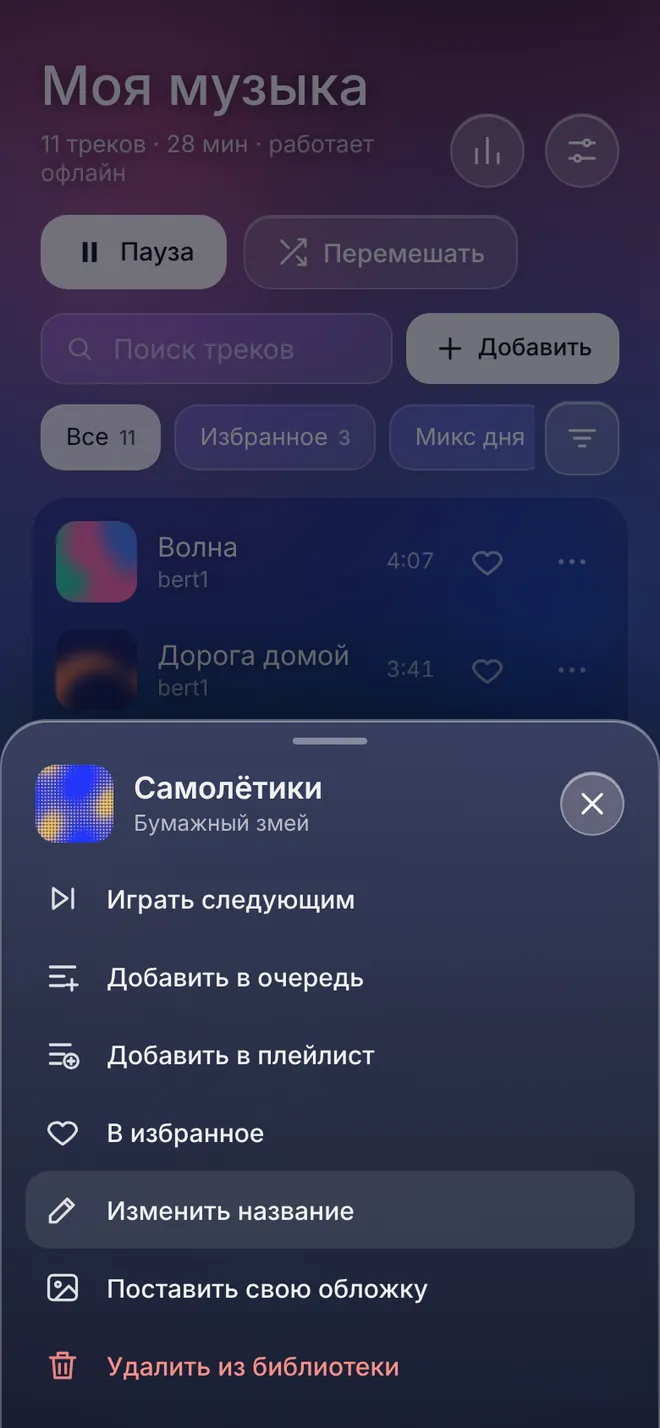 Моя музыка
11 треков · 28 мин · работает
офлайн
Пауза
Перемешать
Поиск треков
Добавить
Все 11
Избранное 3
Микс дня
Волна
bert1
4:07
Дорога домой
bert1
3:41
Самолётики
Бумажный змей
Играть следующим
Добавить в очередь
Добавить в плейлист
В избранное
Изменить название
Поставить свою обложку
Удалить из библиотеки